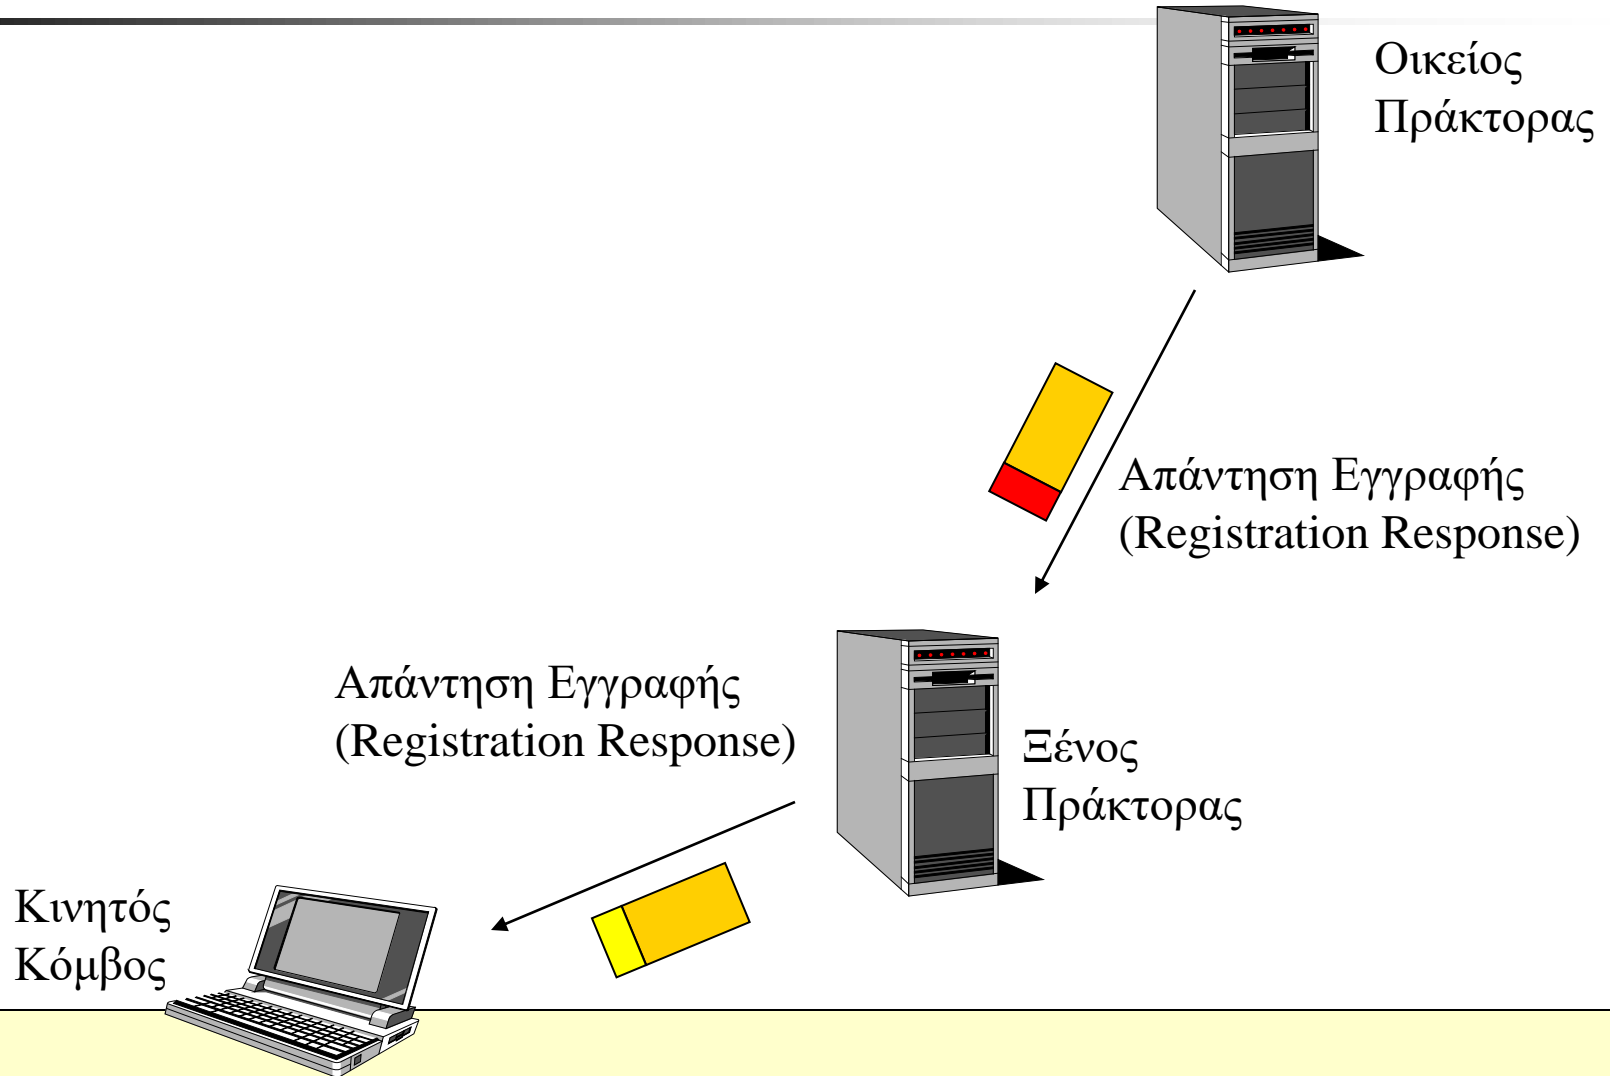 Οικείος
Πράκτορας
Απάντηση Εγγραφής
(Registration Response)
Απάντηση Εγγραφής
(Registration Response)
Ξένος
Πράκτορας
Κινητός
Κόμβος